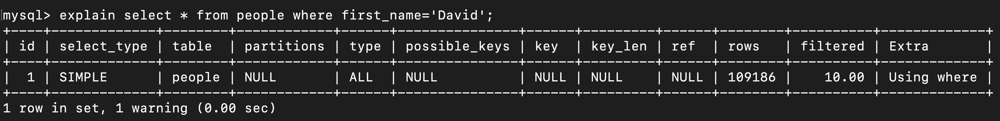 mysql> explain select * from people where first_name='David';
+----+-------------+--------+------------+------+---------------+------+---------+------+--------+----------+-------------+
| id | select_type | table  | partitions | type | possible_keys | key  | key_len | ref  | rows   | filtered | Extra       |
+----+-------------+--------+------------+------+---------------+------+---------+------+--------+----------+-------------+
|  1 | SIMPLE      | people | NULL       | ALL  | NULL          | NULL | NULL    | NULL | 109186 |    10.00 | Using where |
+----+-------------+--------+------------+------+---------------+------+---------+------+--------+----------+-------------+
1 row in set, 1 warning (0.00 sec)